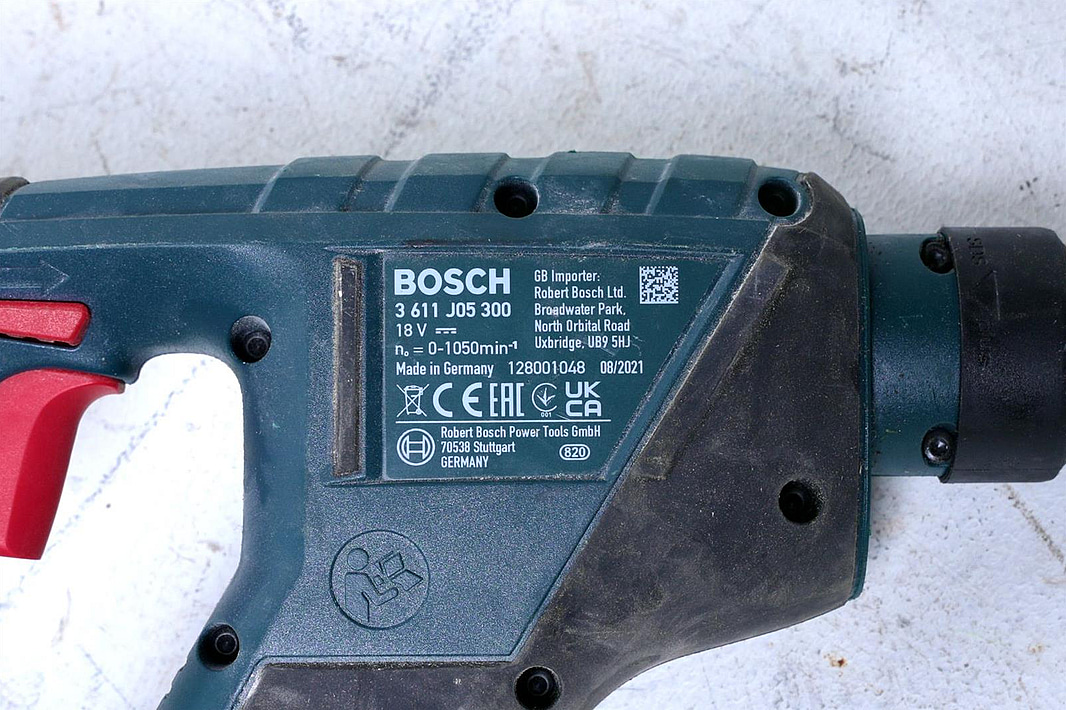 BOSCH
3 611 J05 300
18 V
n₀ = 0-1050min⁻¹
GB Importer:
Robert Bosch Ltd.
Broadwater Park,
North Orbital Road
Uxbridge, UB9 5HJ
Made in Germany 128001048 08/2021
CE EAC 001 UK CA
Robert Bosch Power Tools GmbH
70538 Stuttgart
GERMANY
820